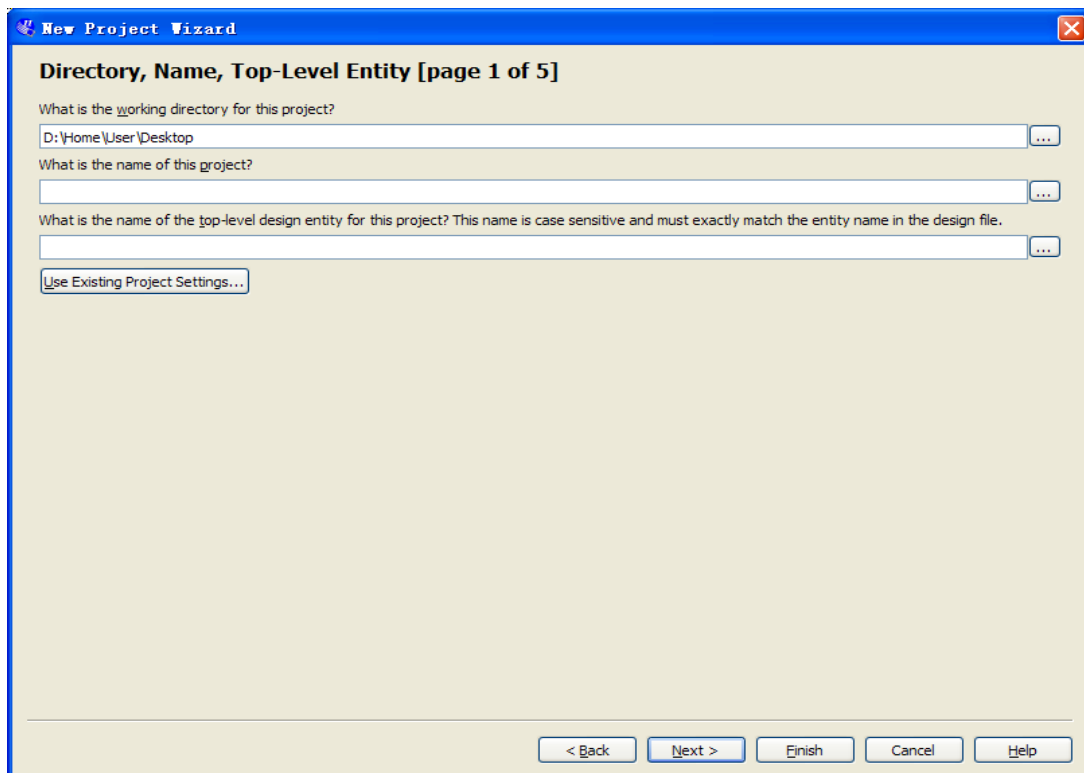 New Project Wizard
Directory, Name, Top-Level Entity [page 1 of 5]
What is the working directory for this project?
D:\Home\User\Desktop
...
What is the name of this project?
...
What is the name of the top-level design entity for this project? This name is case sensitive and must exactly match the entity name in the design file.
...
Use Existing Project Settings...
< Back Next > Finish Cancel Help